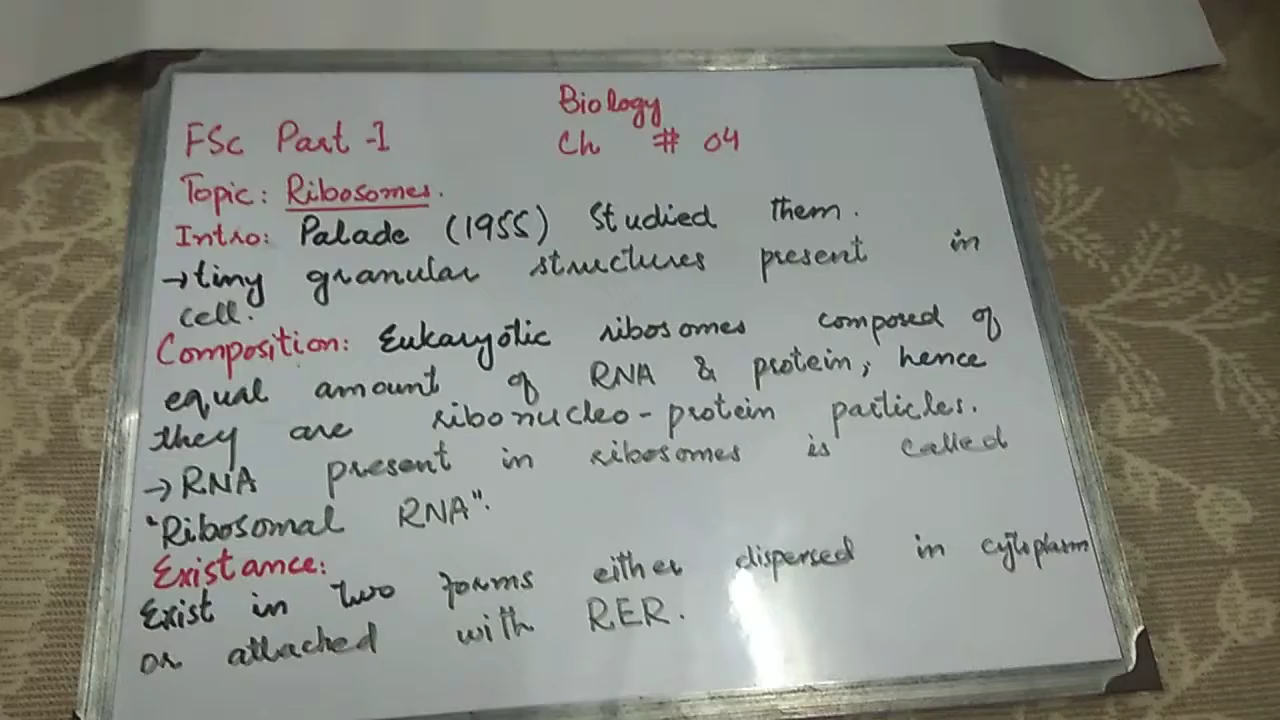 Biology
FSc Part -1 Ch # 04
Topic: Ribosomes.
Intro: Palade (1955) Studied them.
→ tiny granular structures present in
cell.
Composition: Eukaryotic ribosomes composed of
equal amount of RNA & protein, hence
they are ribonucleo-protein particles.
→ RNA present in ribosomes is called
"Ribosomal RNA".
Existance:
Exist in two forms either dispersed in cytoplasm
or attached with RER.